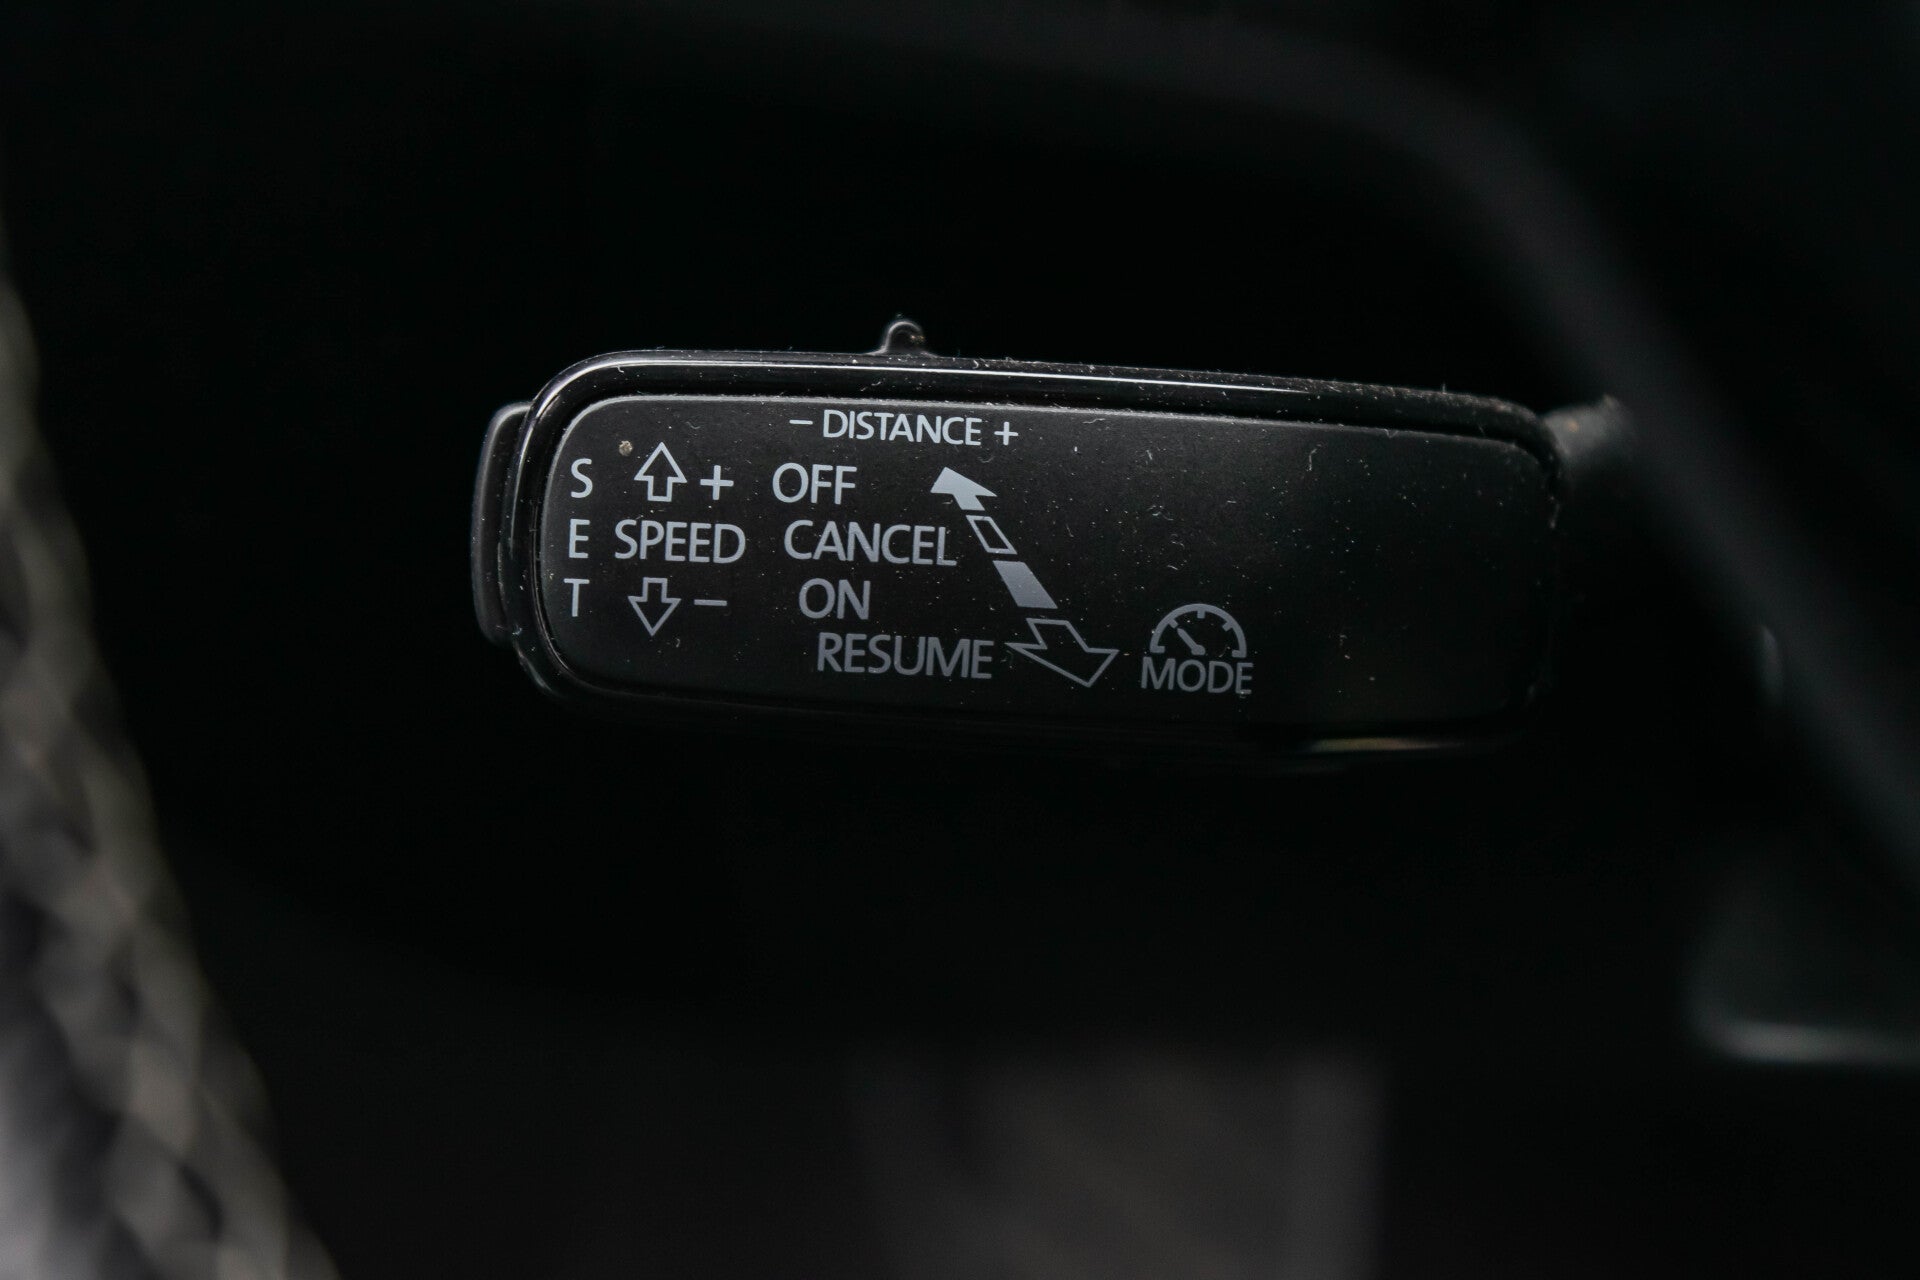 – DISTANCE +
S + OFF
E SPEED CANCEL
T – ON
RESUME
MODE